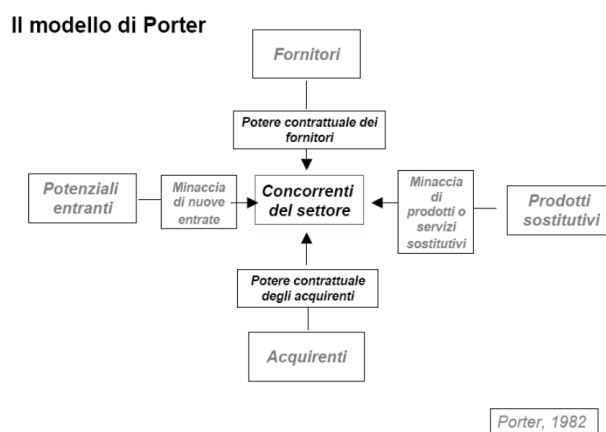 Il modello di Porter
Fornitori
Potere contrattuale dei
fornitori
Potenziali
entranti
Minaccia
di nuove
entrate
Concorrenti
del settore
Minaccia
di
prodotti o
servizi
sostitutivi
Prodotti
sostitutivi
Potere contrattuale
degli acquirenti
Acquirenti
Porter, 1982